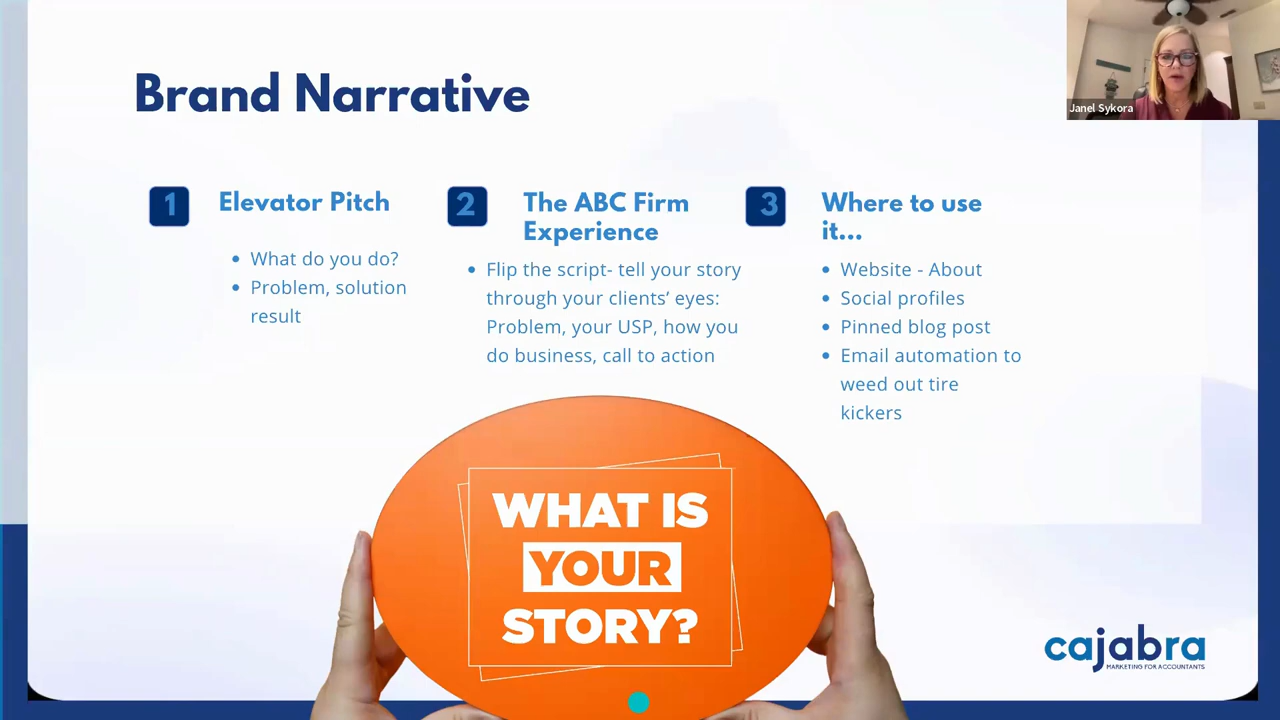 Brand Narrative
Janel Sykora
1
Elevator Pitch
• What do you do?
• Problem, solution
result
2
The ABC Firm
Experience
• Flip the script- tell your story
through your clients’ eyes:
Problem, your USP, how you
do business, call to action
3
Where to use
it...
• Website - About
• Social profiles
• Pinned blog post
• Email automation to
weed out tire
kickers
WHAT IS
YOUR
STORY?
cajabra
MARKETING FOR ACCOUNTANTS